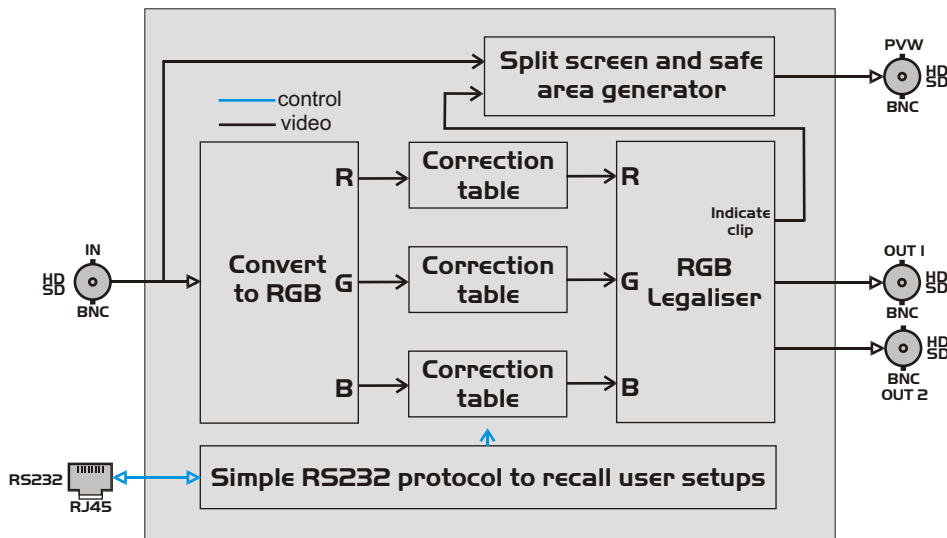 PVW
HD
SD
BNC
Split screen and safe
area generator
control
video
R
Correction
table
R
Indicate
clip
IN
HD
SD
BNC
Convert
to RGB
G
Correction
table
G
RGB
Legaliser
OUT 1
HD
SD
BNC
B
Correction
table
B
HD
SD
BNC
OUT 2
RS232
RJ45
Simple RS232 protocol to recall user setups